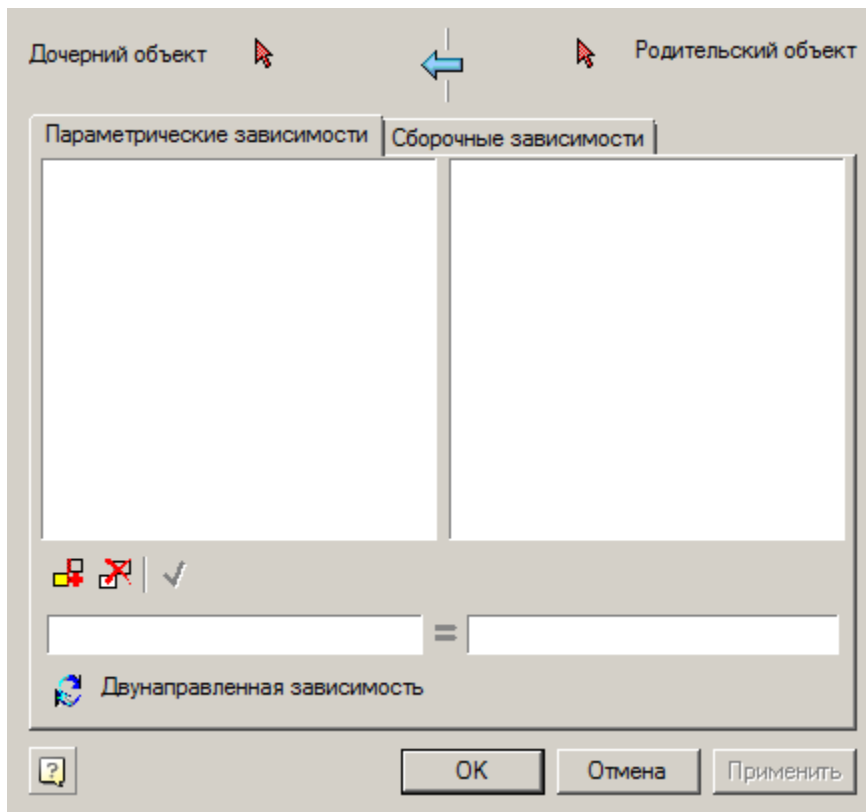 Дочерний объект
Родительский объект
Параметрические зависимости
Сборочные зависимости
=
Двунаправленная зависимость
?
OK
Отмена
Применить